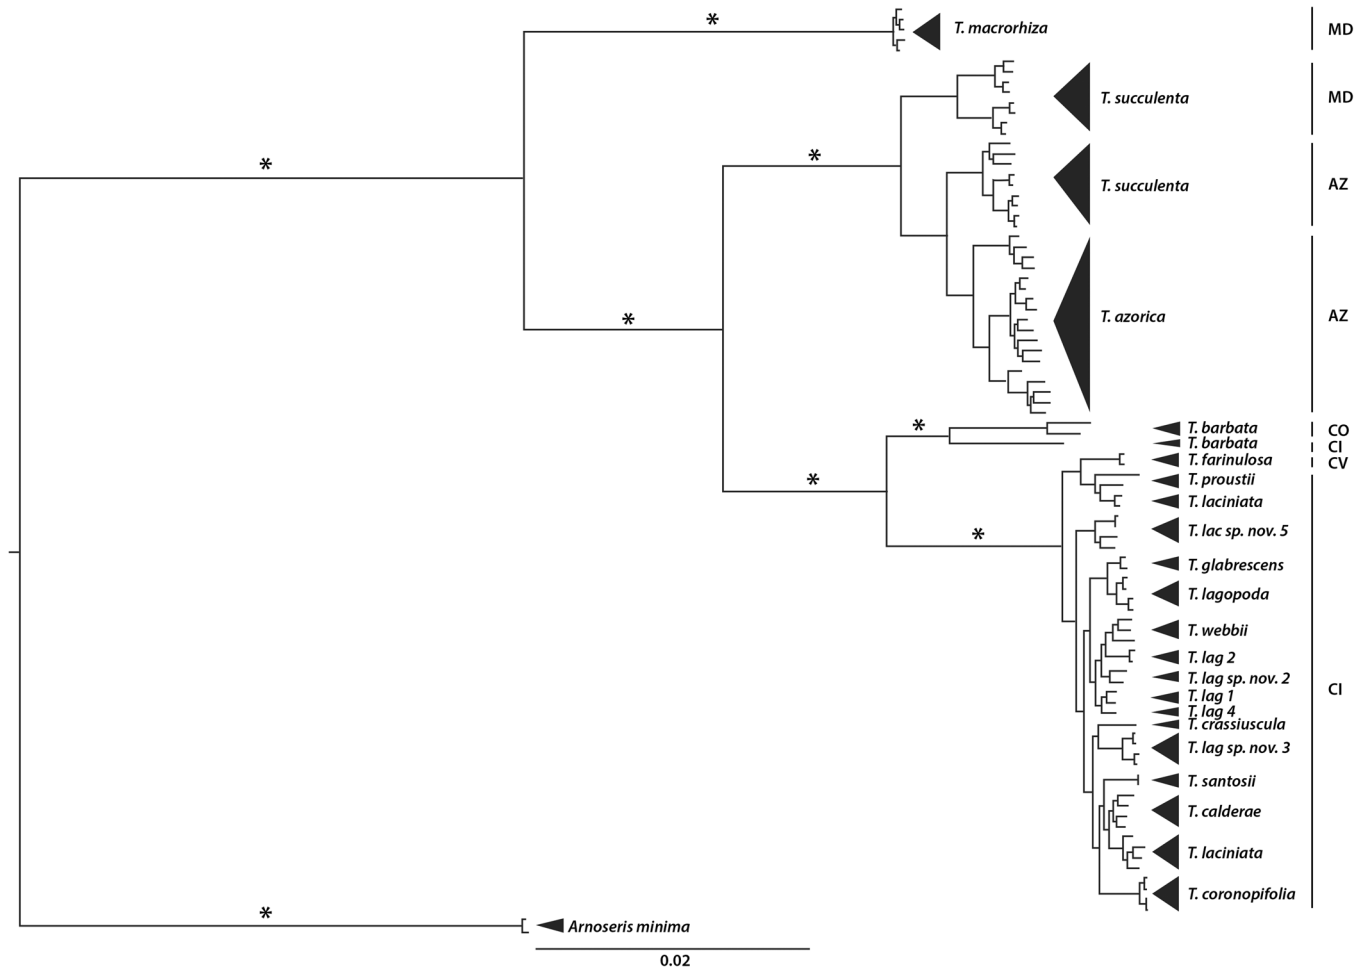 *
T. macrorhiza MD
T. succulenta MD
*
*
T. succulenta AZ
*
T. azorica AZ
*
T. barbata CO
T. barbata CI
T. farinulosa CV
*
T. proustii
T. laciniata
*
T. lac sp. nov. 5
T. glabrescens
T. lagopoda
T. webbii
T. lag 2
T. lag sp. nov. 2
CI
T. lag 1
T. lag 4
T. crassiuscula
T. lag sp. nov. 3
T. santosii
T. calderae
T. laciniata
T. coronopifolia
*
Arnoseris minima
0.02